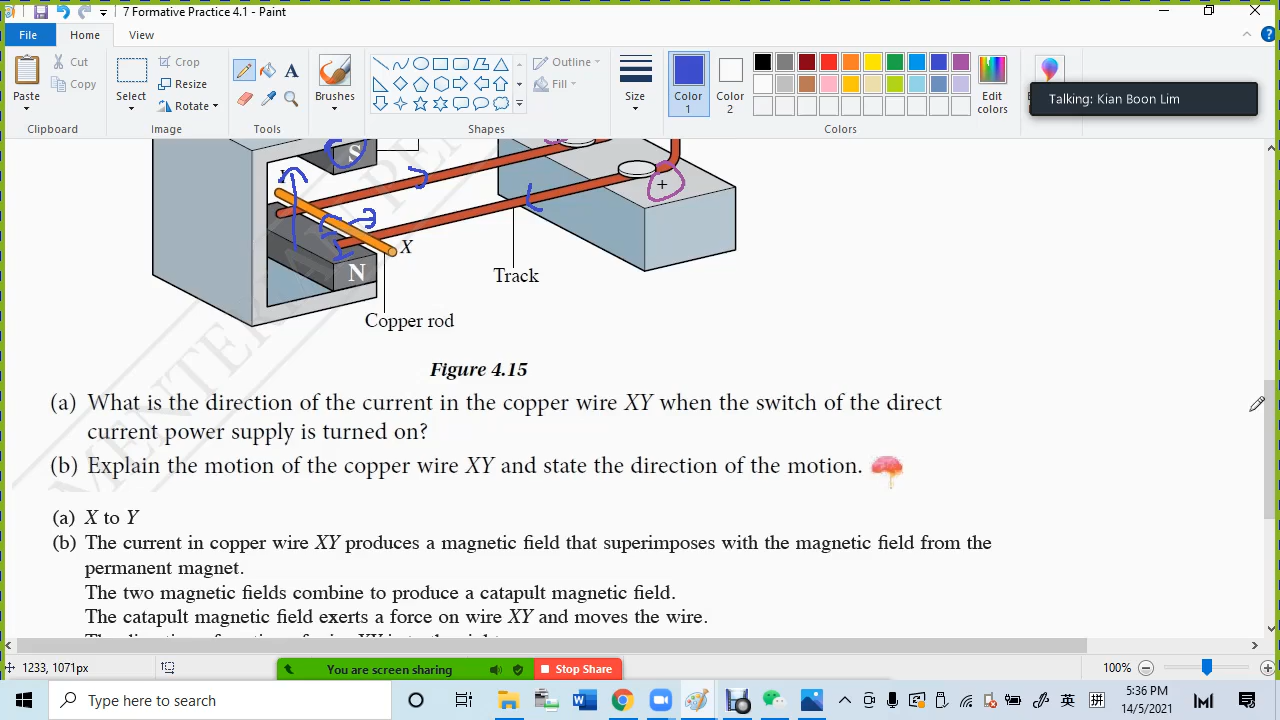 7 Formative Practice 4.1 - Paint
File
Home
View
Paste
Cut
Copy
Clipboard
Select
Crop
Resize
Rotate
Image
Tools
Brushes
Shapes
Outline
Fill
Size
Color 1
Color 2
Edit colors
Colors
Talking: Kian Boon Lim
S
+
X
N
Track
Copper rod
Figure 4.15
(a) What is the direction of the current in the copper wire XY when the switch of the direct
current power supply is turned on?
(b) Explain the motion of the copper wire XY and state the direction of the motion.
(a) X to Y
(b) The current in copper wire XY produces a magnetic field that superimposes with the magnetic field from the
permanent magnet.
The two magnetic fields combine to produce a catapult magnetic field.
The catapult magnetic field exerts a force on wire XY and moves the wire.
1233, 1071px
100%
You are screen sharing
Stop Share
Type here to search
英
拼
5:36 PM
14/5/2021